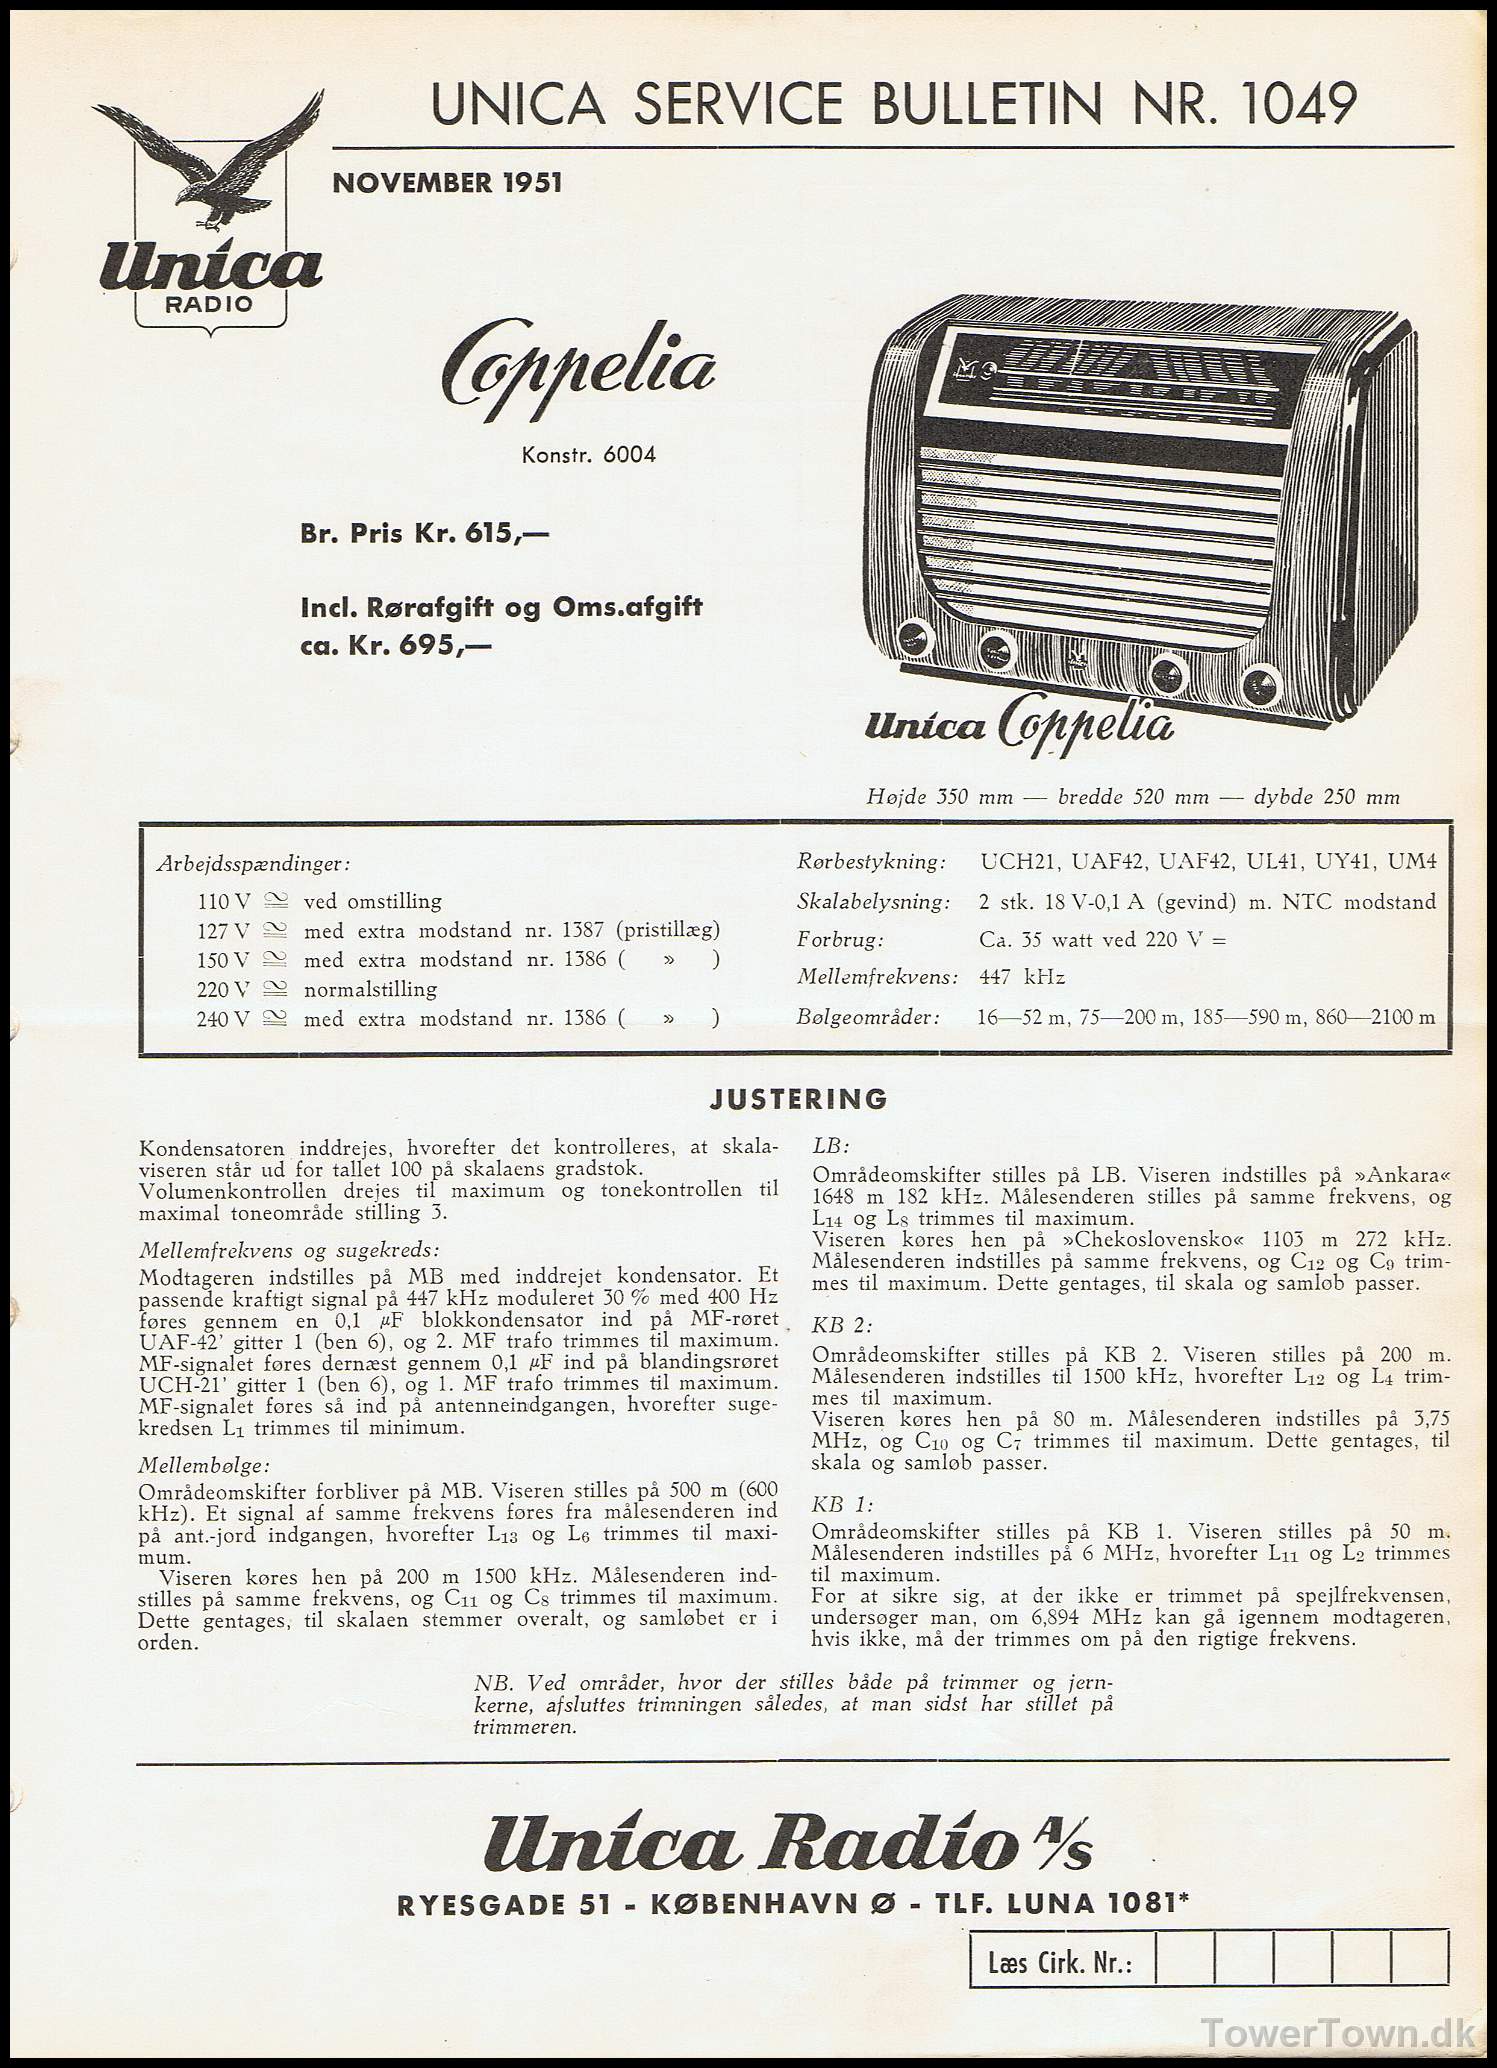 UNICA SERVICE BULLETIN NR. 1049
NOVEMBER 1951
Unica
RADIO
Coppelia
Konstr. 6004
Br. Pris Kr. 615,—
Incl. Rørafgift og Oms.afgift
ca. Kr. 695,—
Unica Coppelia
Højde 350 mm — bredde 520 mm — dybde 250 mm
Arbejdsspændinger:
110 V ≅ ved omstilling
127 V ≅ med extra modstand nr. 1387 (pristillæg)
150 V ≅ med extra modstand nr. 1386 ( » )
220 V ≅ normalstilling
240 V ≅ med extra modstand nr. 1386 ( » )
Rørbestykning: UCH21, UAF42, UAF42, UL41, UY41, UM4
Skalabelysning: 2 stk. 18 V-0,1 A (gevind) m. NTC modstand
Forbrug: Ca. 35 watt ved 220 V =
Mellemfrekvens: 447 kHz
Bølgeområder: 16—52 m, 75—200 m, 185—590 m, 860—2100 m
JUSTERING
Kondensatoren inddrejes, hvorefter det kontrolleres, at skala-
viseren står ud for tallet 100 på skalaens gradstok.
Volumenkontrollen drejes til maximum og tonekontrollen til
maximal toneområde stilling 3.
Mellemfrekvens og sugekreds:
Modtageren indstilles på MB med inddrejet kondensator. Et
passende kraftigt signal på 447 kHz moduleret 30 % med 400 Hz
føres gennem en 0,1 µF blokkondensator ind på MF-røret
UAF-42' gitter 1 (ben 6), og 2. MF trafo trimmes til maximum.
MF-signalet føres dernæst gennem 0,1 µF ind på blandingsrøret
UCH-21' gitter 1 (ben 6), og 1. MF trafo trimmes til maximum.
MF-signalet føres så ind på antenneindgangen, hvorefter suge-
kredsen L1 trimmes til minimum.
Mellembølge:
Områdeomskifter forbliver på MB. Viseren stilles på 500 m (600
kHz). Et signal af samme frekvens føres fra målesenderen ind
på ant.-jord indgangen, hvorefter L13 og L6 trimmes til maxi-
mum.
Viseren køres hen på 200 m 1500 kHz. Målesenderen ind-
stilles på samme frekvens, og C11 og C8 trimmes til maximum.
Dette gentages, til skalaen stemmer overalt, og samløbet er i
orden.
LB:
Områdeomskifter stilles på LB. Viseren indstilles på »Ankara«
1648 m 182 kHz. Målesenderen stilles på samme frekvens, og
L14 og L8 trimmes til maximum.
Viseren køres hen på »Chekoslovensko« 1103 m 272 kHz.
Målesenderen indstilles på samme frekvens, og C12 og C9 trim-
mes til maximum. Dette gentages, til skala og samløb passer.
KB 2:
Områdeomskifter stilles på KB 2. Viseren stilles på 200 m.
Målesenderen indstilles til 1500 kHz, hvorefter L12 og L4 trim-
mes til maximum.
Viseren køres hen på 80 m. Målesenderen indstilles på 3,75
MHz, og C10 og C7 trimmes til maximum. Dette gentages, til
skala og samløb passer.
KB 1:
Områdeomskifter stilles på KB 1. Viseren stilles på 50 m.
Målesenderen indstilles på 6 MHz, hvorefter L11 og L2 trimmes
til maximum.
For at sikre sig, at der ikke er trimmet på spejlfrekvensen,
undersøger man, om 6,894 MHz kan gå igennem modtageren,
hvis ikke, må der trimmes om på den rigtige frekvens.
NB. Ved områder, hvor der stilles både på trimmer og jern-
kerne, afsluttes trimningen således, at man sidst har stillet på
trimmeren.
Unica Radio A/S
RYESGADE 51 - KØBENHAVN Ø - TLF. LUNA 1081*
Læs Cirk. Nr.:
TowerTown.dk